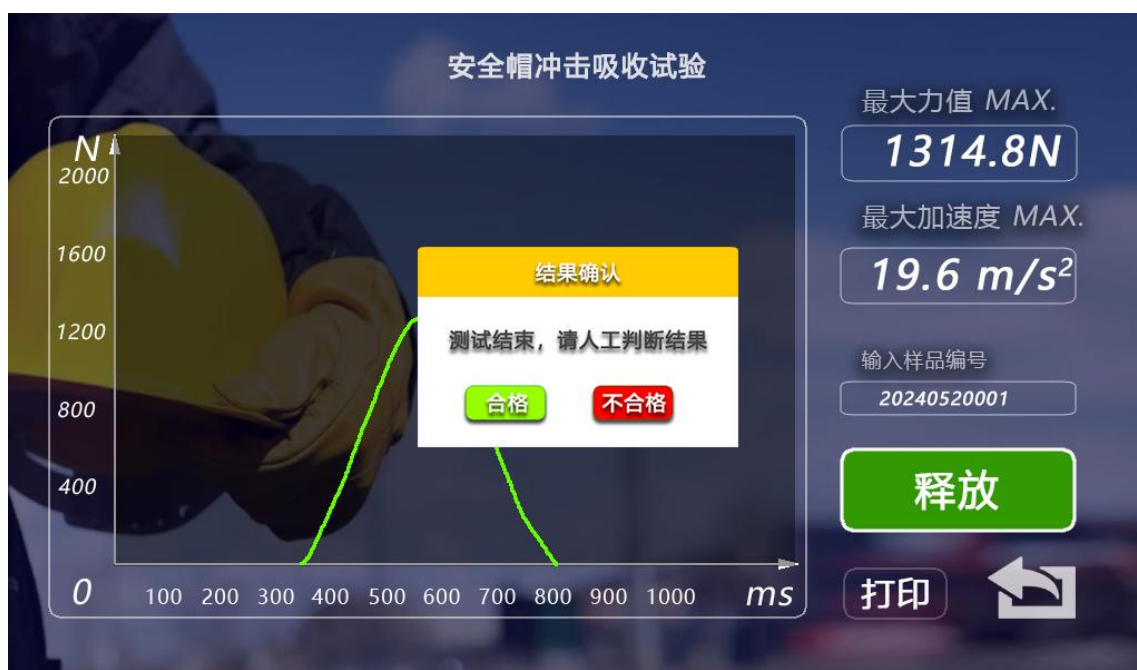 安全帽冲击吸收试验
最大力值 MAX.
1314.8N
最大加速度 MAX.
19.6 m/s²
输入样品编号
20240520001
释放
打印
N
2000
1600
1200
800
400
0
100 200 300 400 500 600 700 800 900 1000 ms
结果确认
测试结束，请人工判断结果
合格 不合格